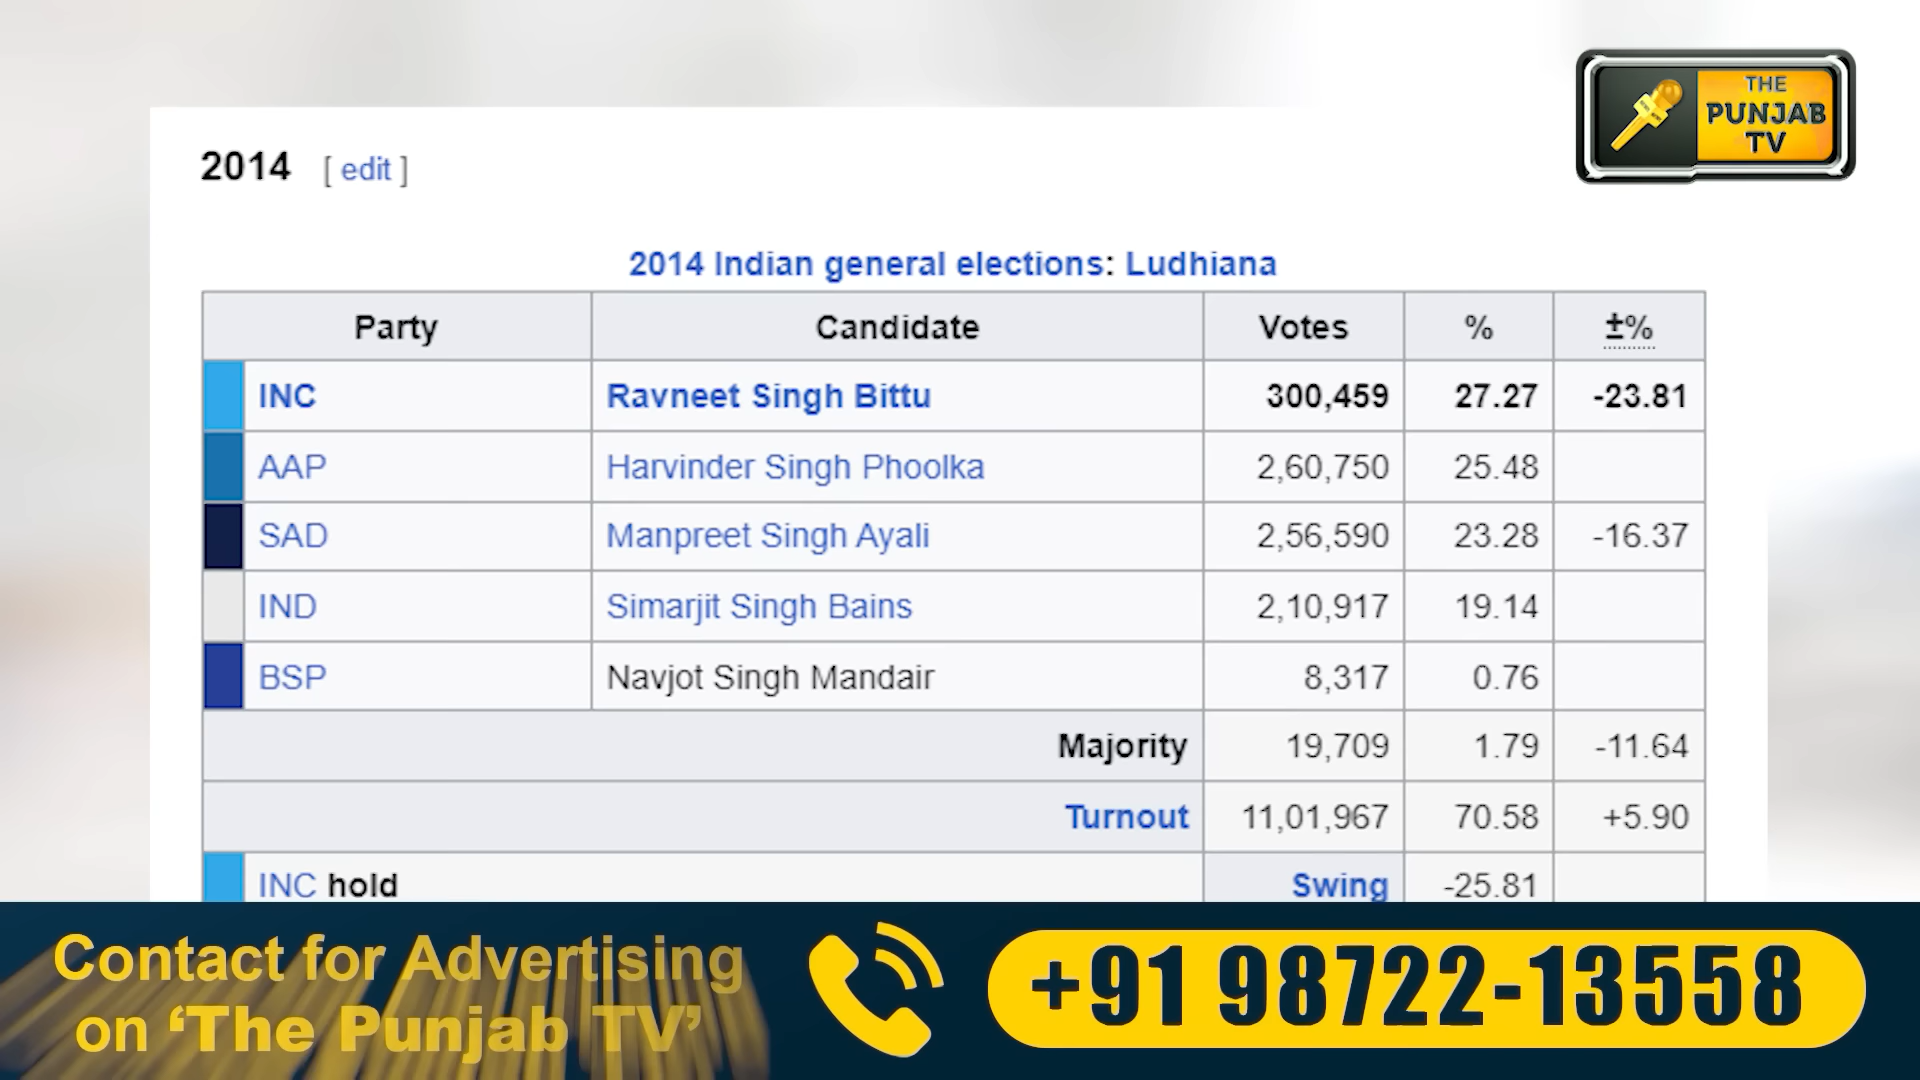 THE
PUNJAB
TV
2014 [ edit ]
2014 Indian general elections: Ludhiana
Party Candidate Votes % ±%
INC Ravneet Singh Bittu 300,459 27.27 -23.81
AAP Harvinder Singh Phoolka 2,60,750 25.48
SAD Manpreet Singh Ayali 2,56,590 23.28 -16.37
IND Simarjit Singh Bains 2,10,917 19.14
BSP Navjot Singh Mandair 8,317 0.76
Majority 19,709 1.79 -11.64
Turnout 11,01,967 70.58 +5.90
INC hold Swing -25.81
Contact for Advertising
on ‘The Punjab TV’
+91 98722-13558